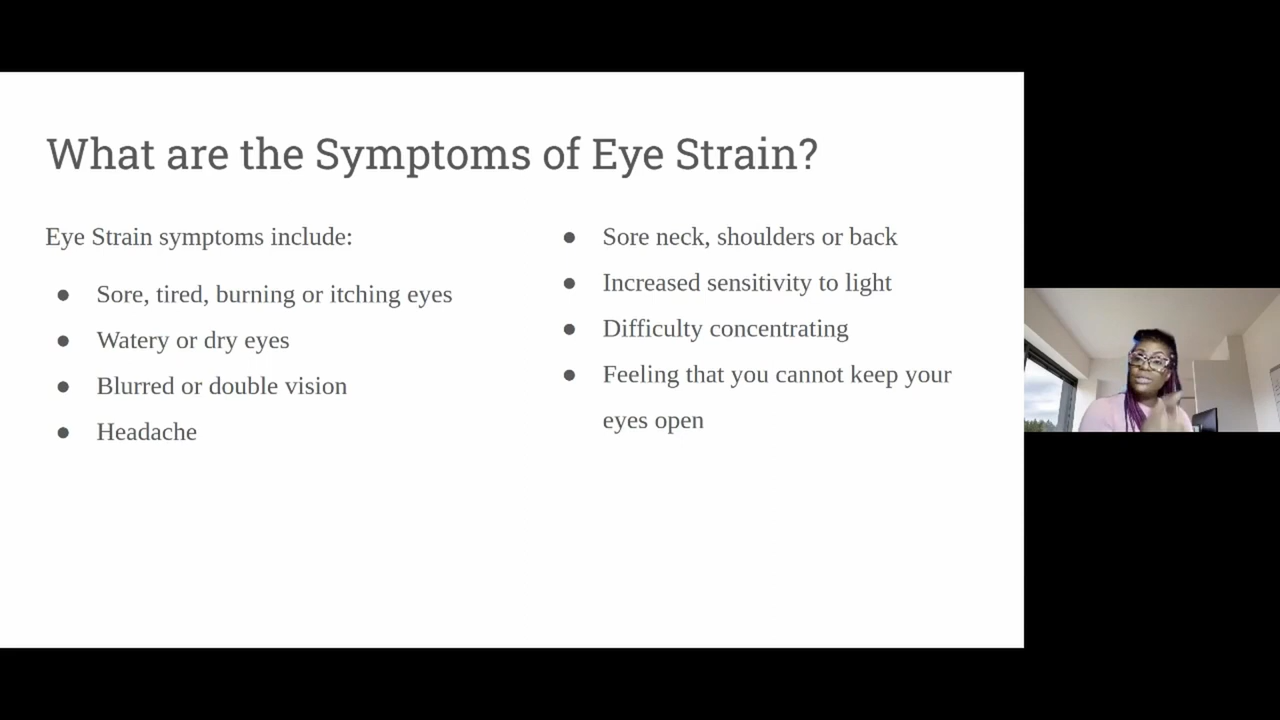 What are the Symptoms of Eye Strain?
Eye Strain symptoms include:
● Sore, tired, burning or itching eyes
● Watery or dry eyes
● Blurred or double vision
● Headache
● Sore neck, shoulders or back
● Increased sensitivity to light
● Difficulty concentrating
● Feeling that you cannot keep your
eyes open